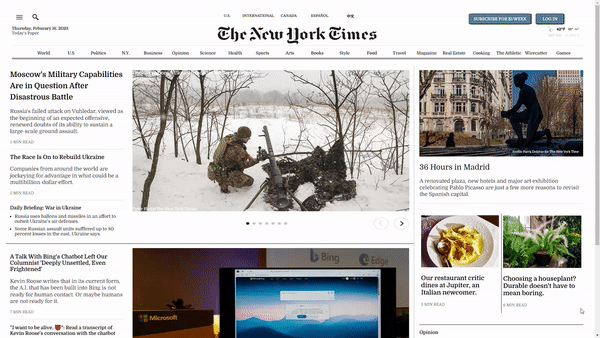 U.S. INTERNATIONAL CANADA ESPAÑOL 中文
SUBSCRIBE FOR $1/WEEK LOG IN
Thursday, Feburary 16, 2023
Today's Paper
The New York Times
World U.S. Politics N.Y. Business Opinion Science Health Sports Arts Books Style Food Travel Magazine Real Estate Cooking The Athletic Wirecutter Games
Moscow's Military Capabilities
Are in Question After
Disastrous Battle
Russia's failed attack on Vuhledar, viewed as
the beginning of an expected offensive,
renewed doubts of its ability to sustain a
large-scale ground assault.
5 MIN READ
The Race Is On to Rebuild Ukraine
Companies from around the world are
jockeying for advantage in what could be a
multibillion-dollar effort.
Daily Briefing: War in Ukraine
Russia uses balloons and missiles in an effort to
submit Ukraine's air defenses.
Some Russian assault units suffered up to 80
percent losses in the east, Ukraine says.
36 Hours in Madrid
A renovated plaza, new hotels and major art exhibition
celebrating Pablo Picasso are just a few more reasons to revisit
the Spanish capital.
Our restaurant critic
dines at Jupiter, an
Italian newcomer.
5 MIN READ
Choosing a houseplant?
Durable doesn't have to
mean boring.
6 MIN READ
Opinion
A Talk With Bing's Chatbot Left Our
Columnist 'Deeply Unsettled, Even
Frightened'
Kevin Roose writes that in its current form,
the A.I. that has been built into Bing is not
ready for human contact. Or maybe humans
are not ready for it.
7 MIN READ
"I want to be alive. 😈": Read a transcript of
Kevin Roose's conversation with the chatbot
Bing
Edge
Microsoft